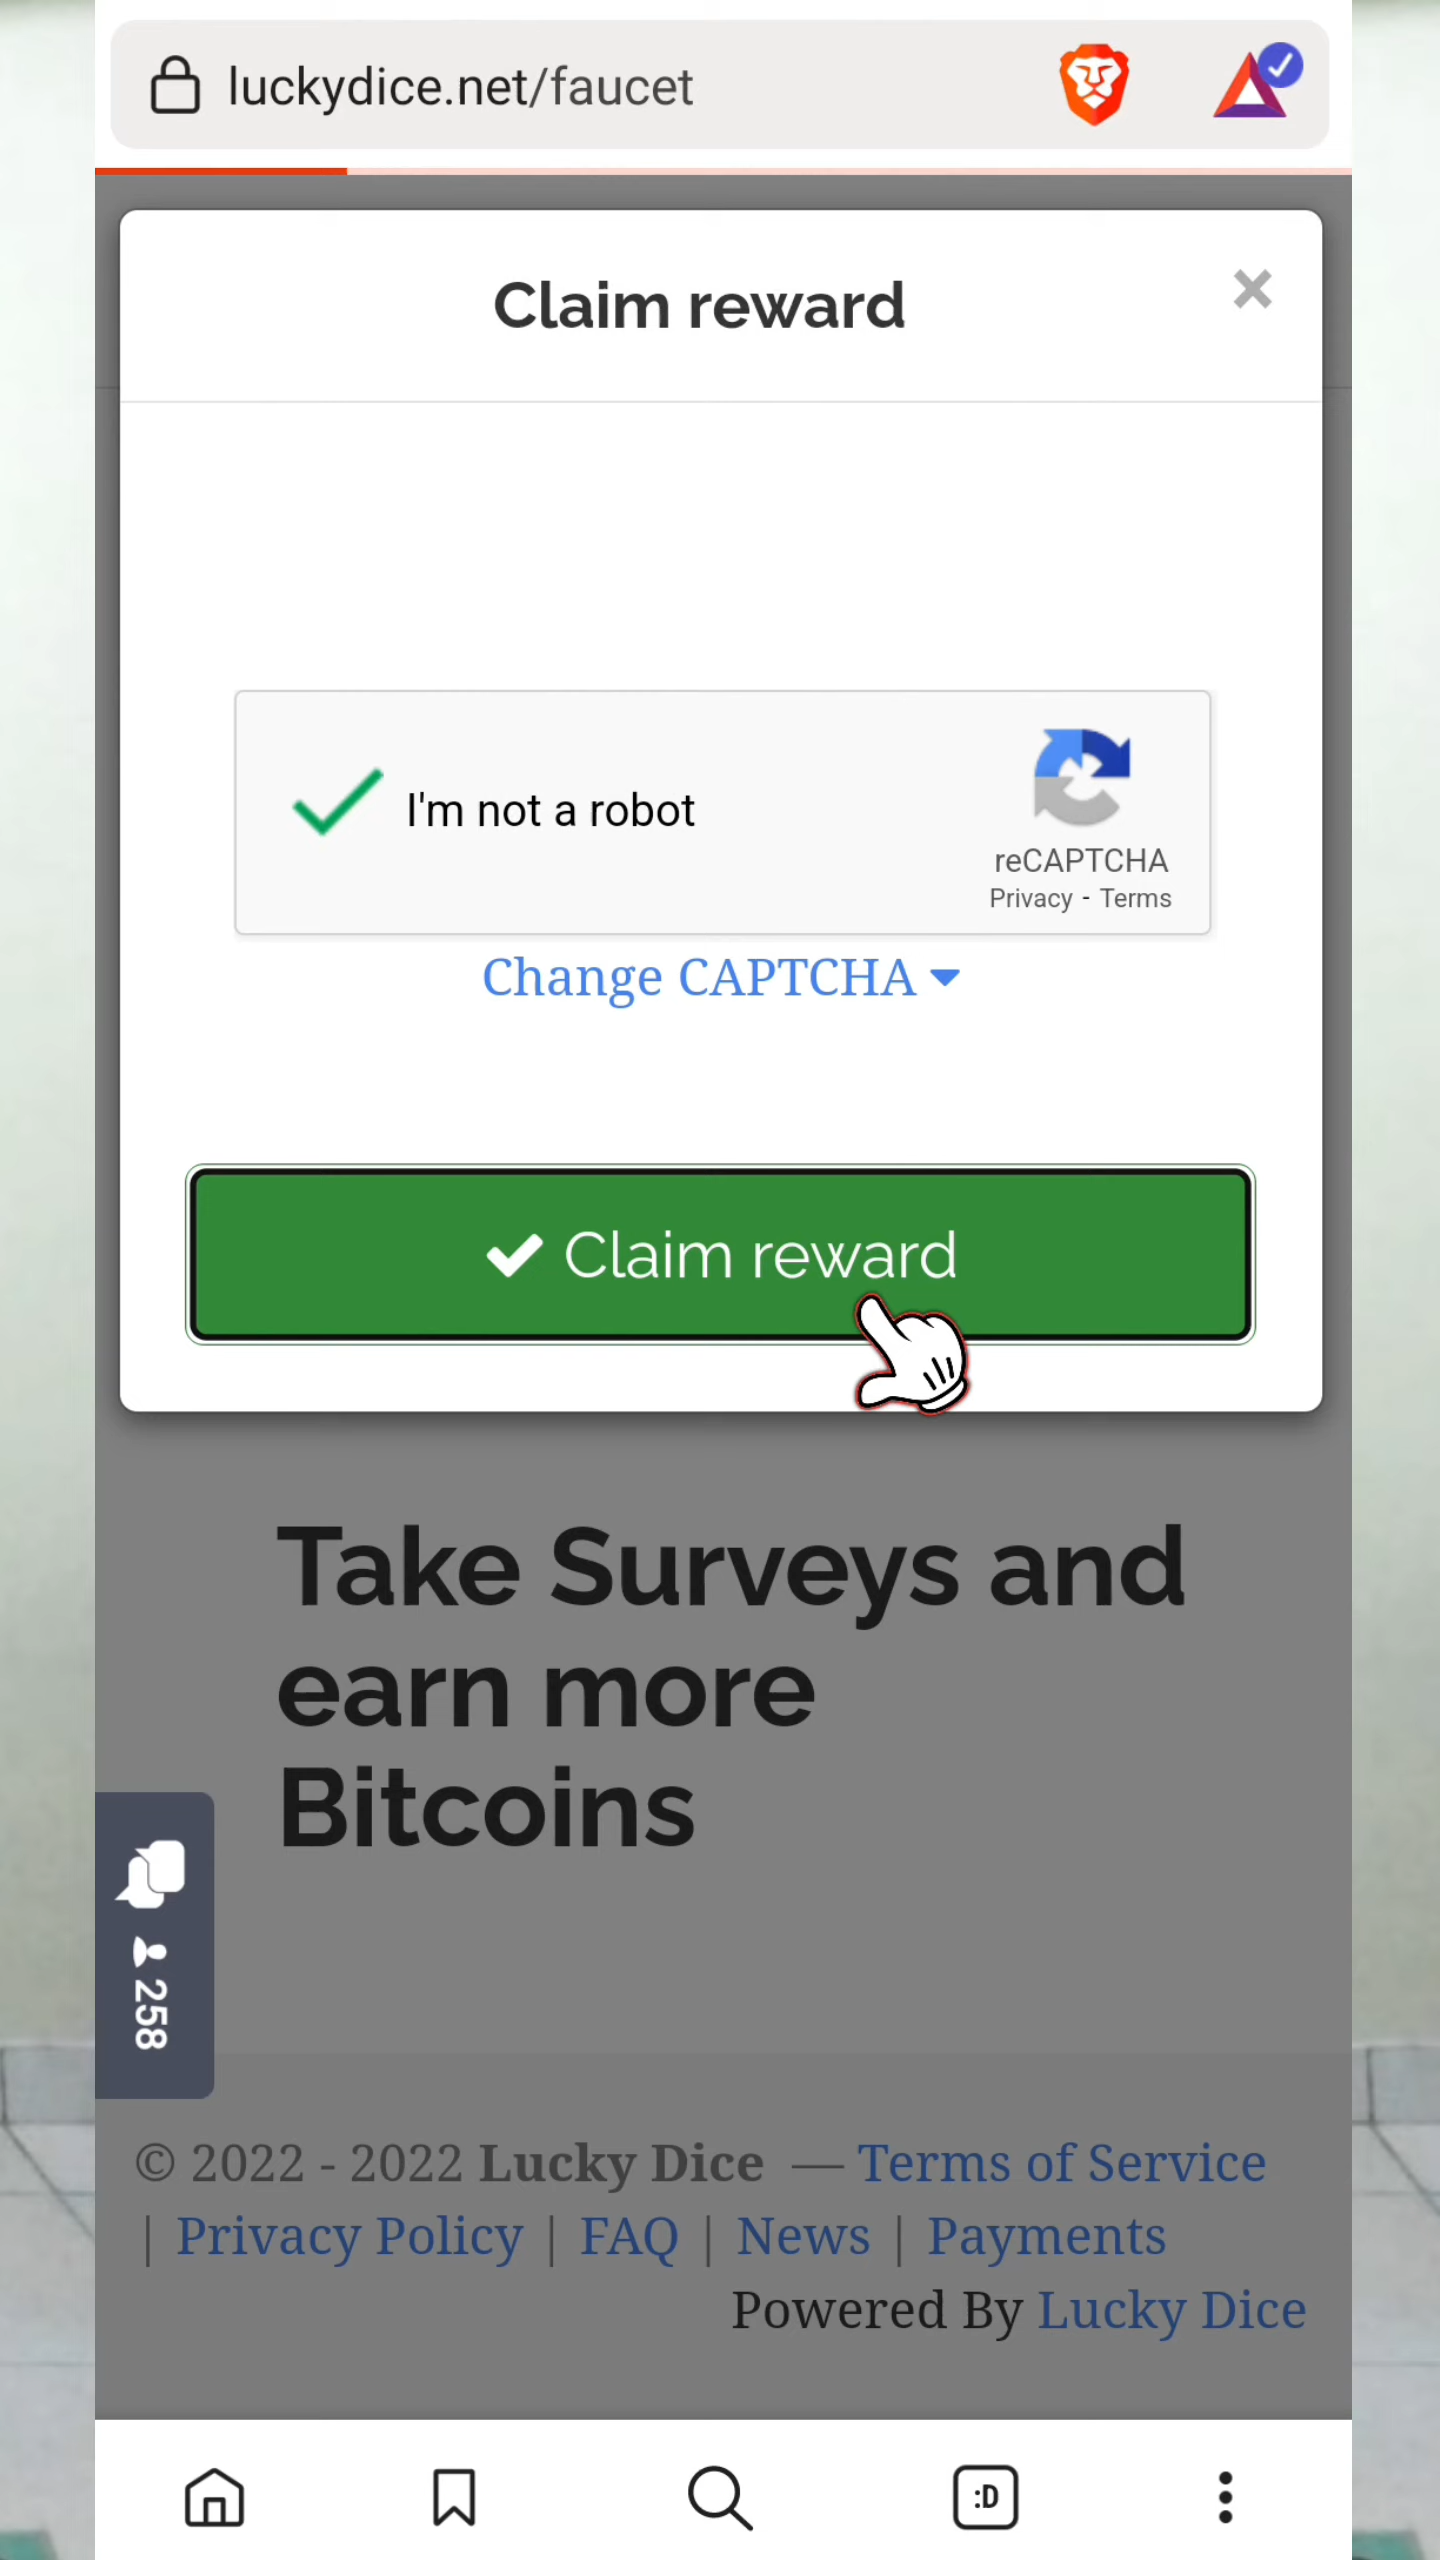 luckydice.net/faucet
Claim reward
×
I'm not a robot
reCAPTCHA
Privacy - Terms
Change CAPTCHA
Claim reward
Take Surveys and
earn more
Bitcoins
258
© 2022 - 2022 Lucky Dice — Terms of Service
| Privacy Policy | FAQ | News | Payments
Powered By Lucky Dice
:D